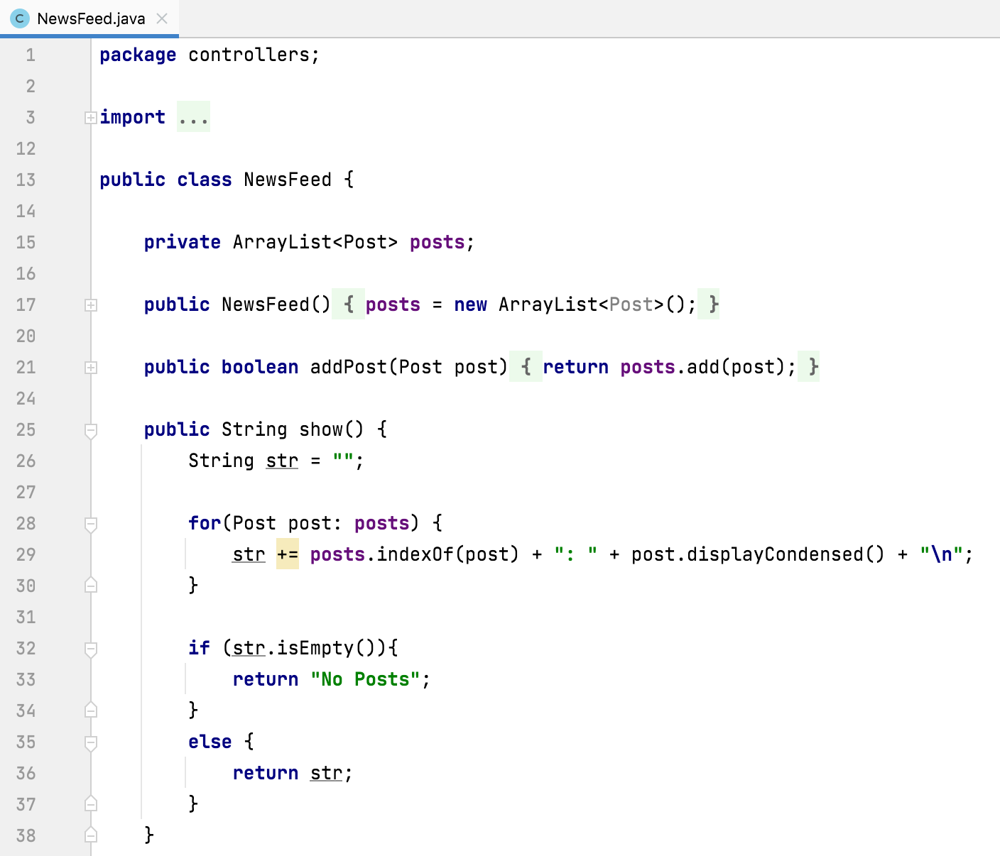 C NewsFeed.java
1 package controllers;
2
3 import ...
12
13 public class NewsFeed {
14
15     private ArrayList<Post> posts;
16
17     public NewsFeed() { posts = new ArrayList<Post>(); }
20
21     public boolean addPost(Post post) { return posts.add(post); }
24
25     public String show() {
26         String str = "";
27
28         for(Post post: posts) {
29             str += posts.indexOf(post) + ": " + post.displayCondensed() + "\n";
30         }
31
32         if (str.isEmpty()){
33             return "No Posts";
34         }
35         else {
36             return str;
37         }
38     }